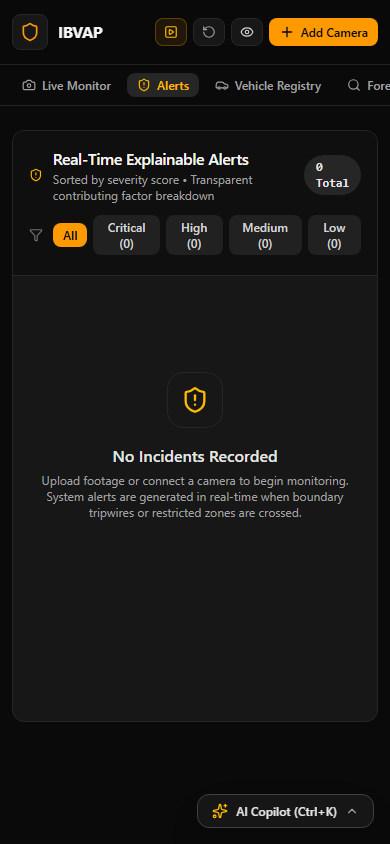 IBVAP
Add Camera
Live Monitor
Alerts
Vehicle Registry
Fore
Real-Time Explainable Alerts
Sorted by severity score • Transparent
contributing factor breakdown
0
Total
All
Critical
(0)
High
(0)
Medium
(0)
Low
(0)
No Incidents Recorded
Upload footage or connect a camera to begin monitoring.
System alerts are generated in real-time when boundary
tripwires or restricted zones are crossed.
AI Copilot (Ctrl+K)